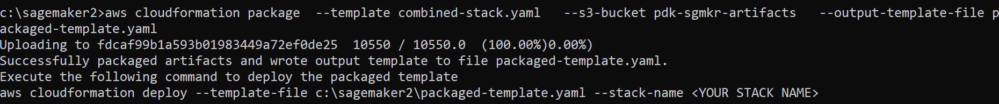 c:\sagemaker2>aws cloudformation package  --template combined-stack.yaml   --s3-bucket pdk-sgmkr-artifacts   --output-template-file p
ackaged-template.yaml
Uploading to fdcaf99b1a593b01983449a72ef0de25  10550 / 10550.0  (100.00%)0.00%)
Successfully packaged artifacts and wrote output template to file packaged-template.yaml.
Execute the following command to deploy the packaged template
aws cloudformation deploy --template-file c:\sagemaker2\packaged-template.yaml --stack-name <YOUR STACK NAME>